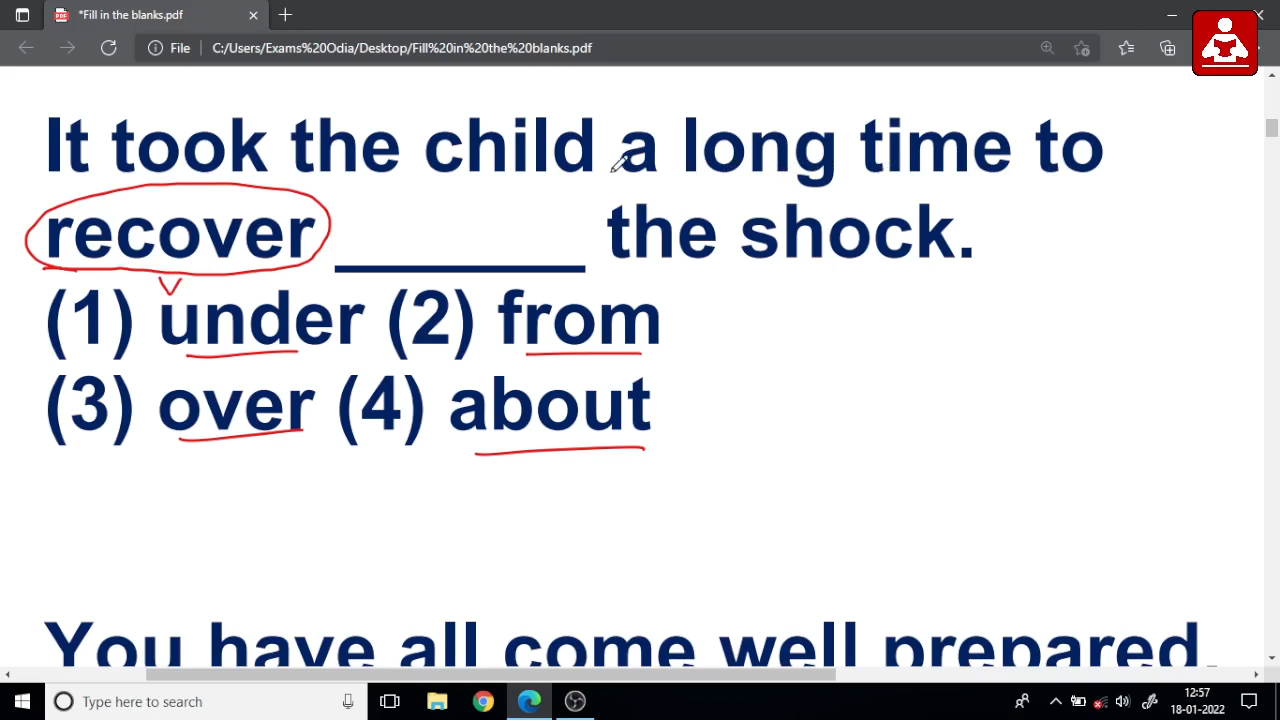 *Fill in the blanks.pdf
File
C:/Users/Exams%20Odia/Desktop/Fill%20in%20the%20blanks.pdf
It took the child a long time to
recover ________ the shock.
(1) under (2) from
(3) over (4) about
You have all come well prepared,
Type here to search
12:57
18-01-2022